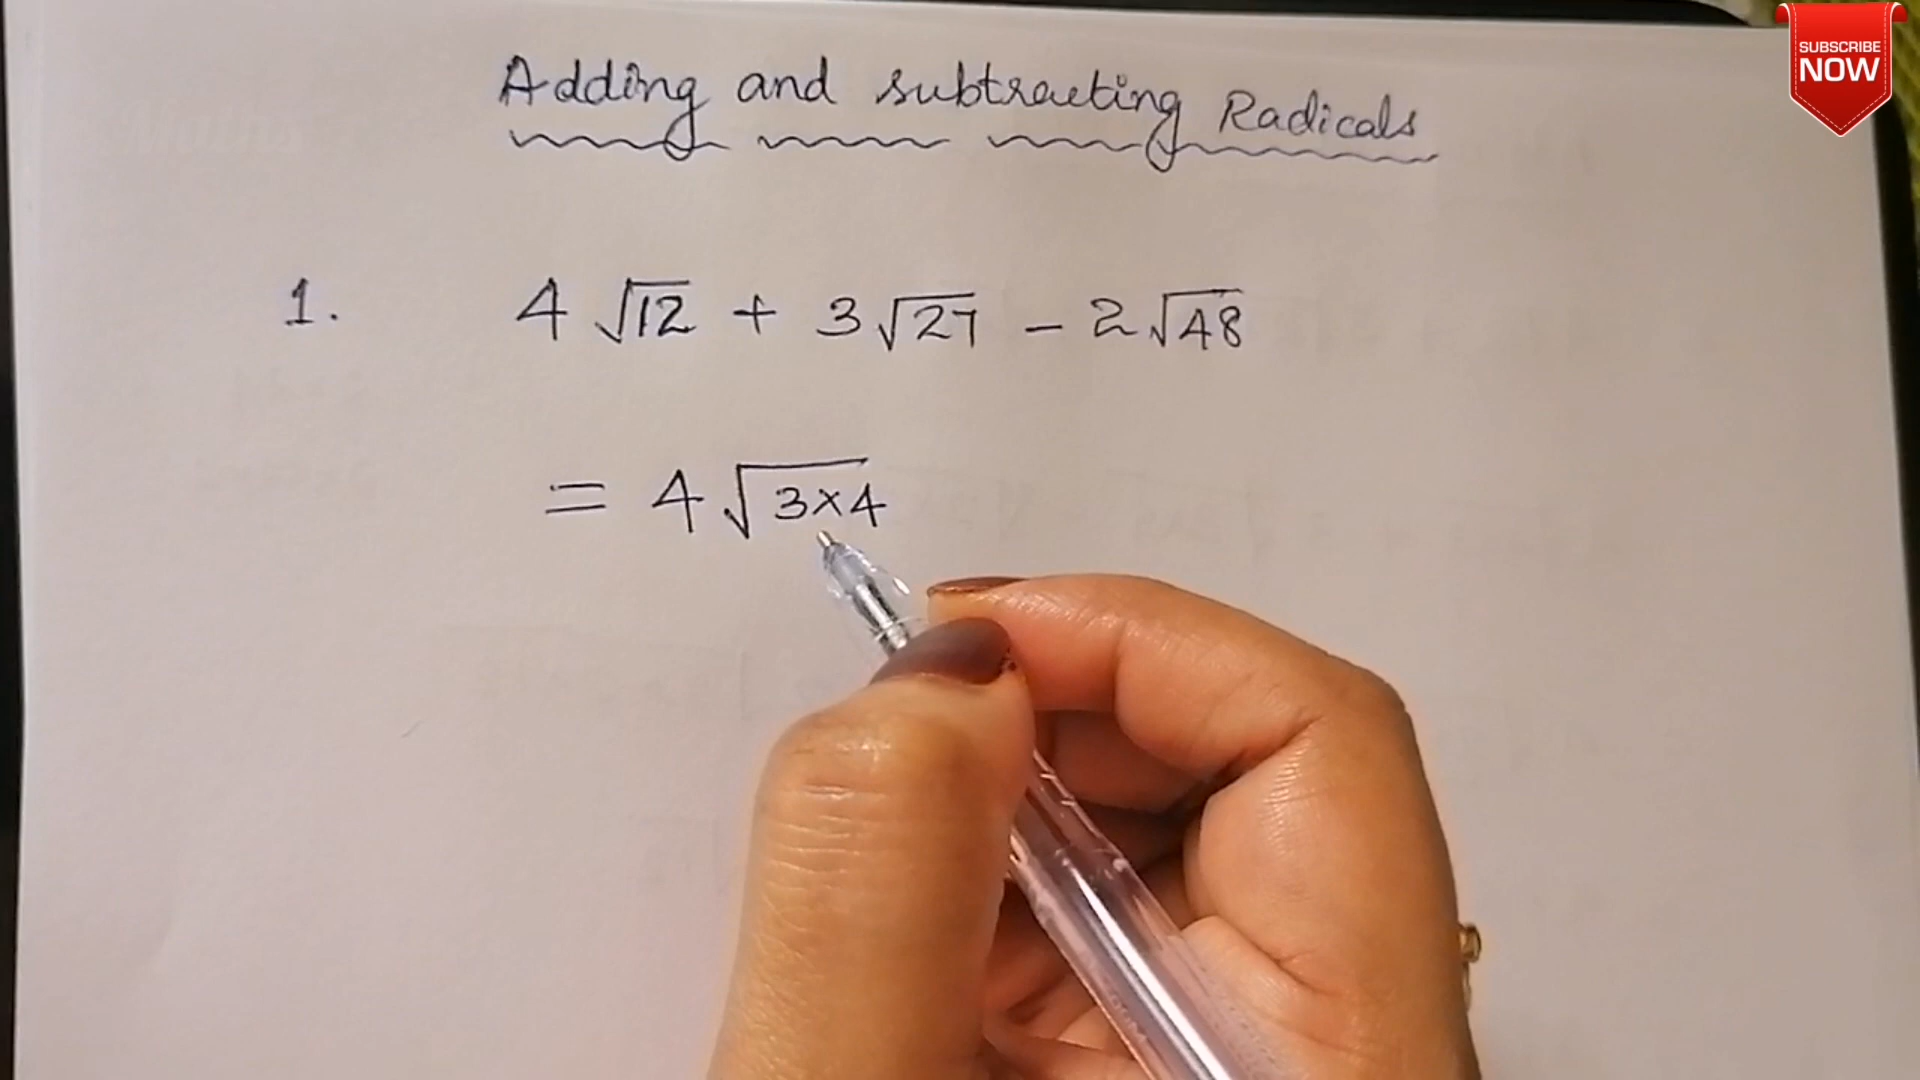 SUBSCRIBE
NOW
Adding and subtracting Radicals
1. 4 √12 + 3 √27 - 2 √48
= 4 √3×4